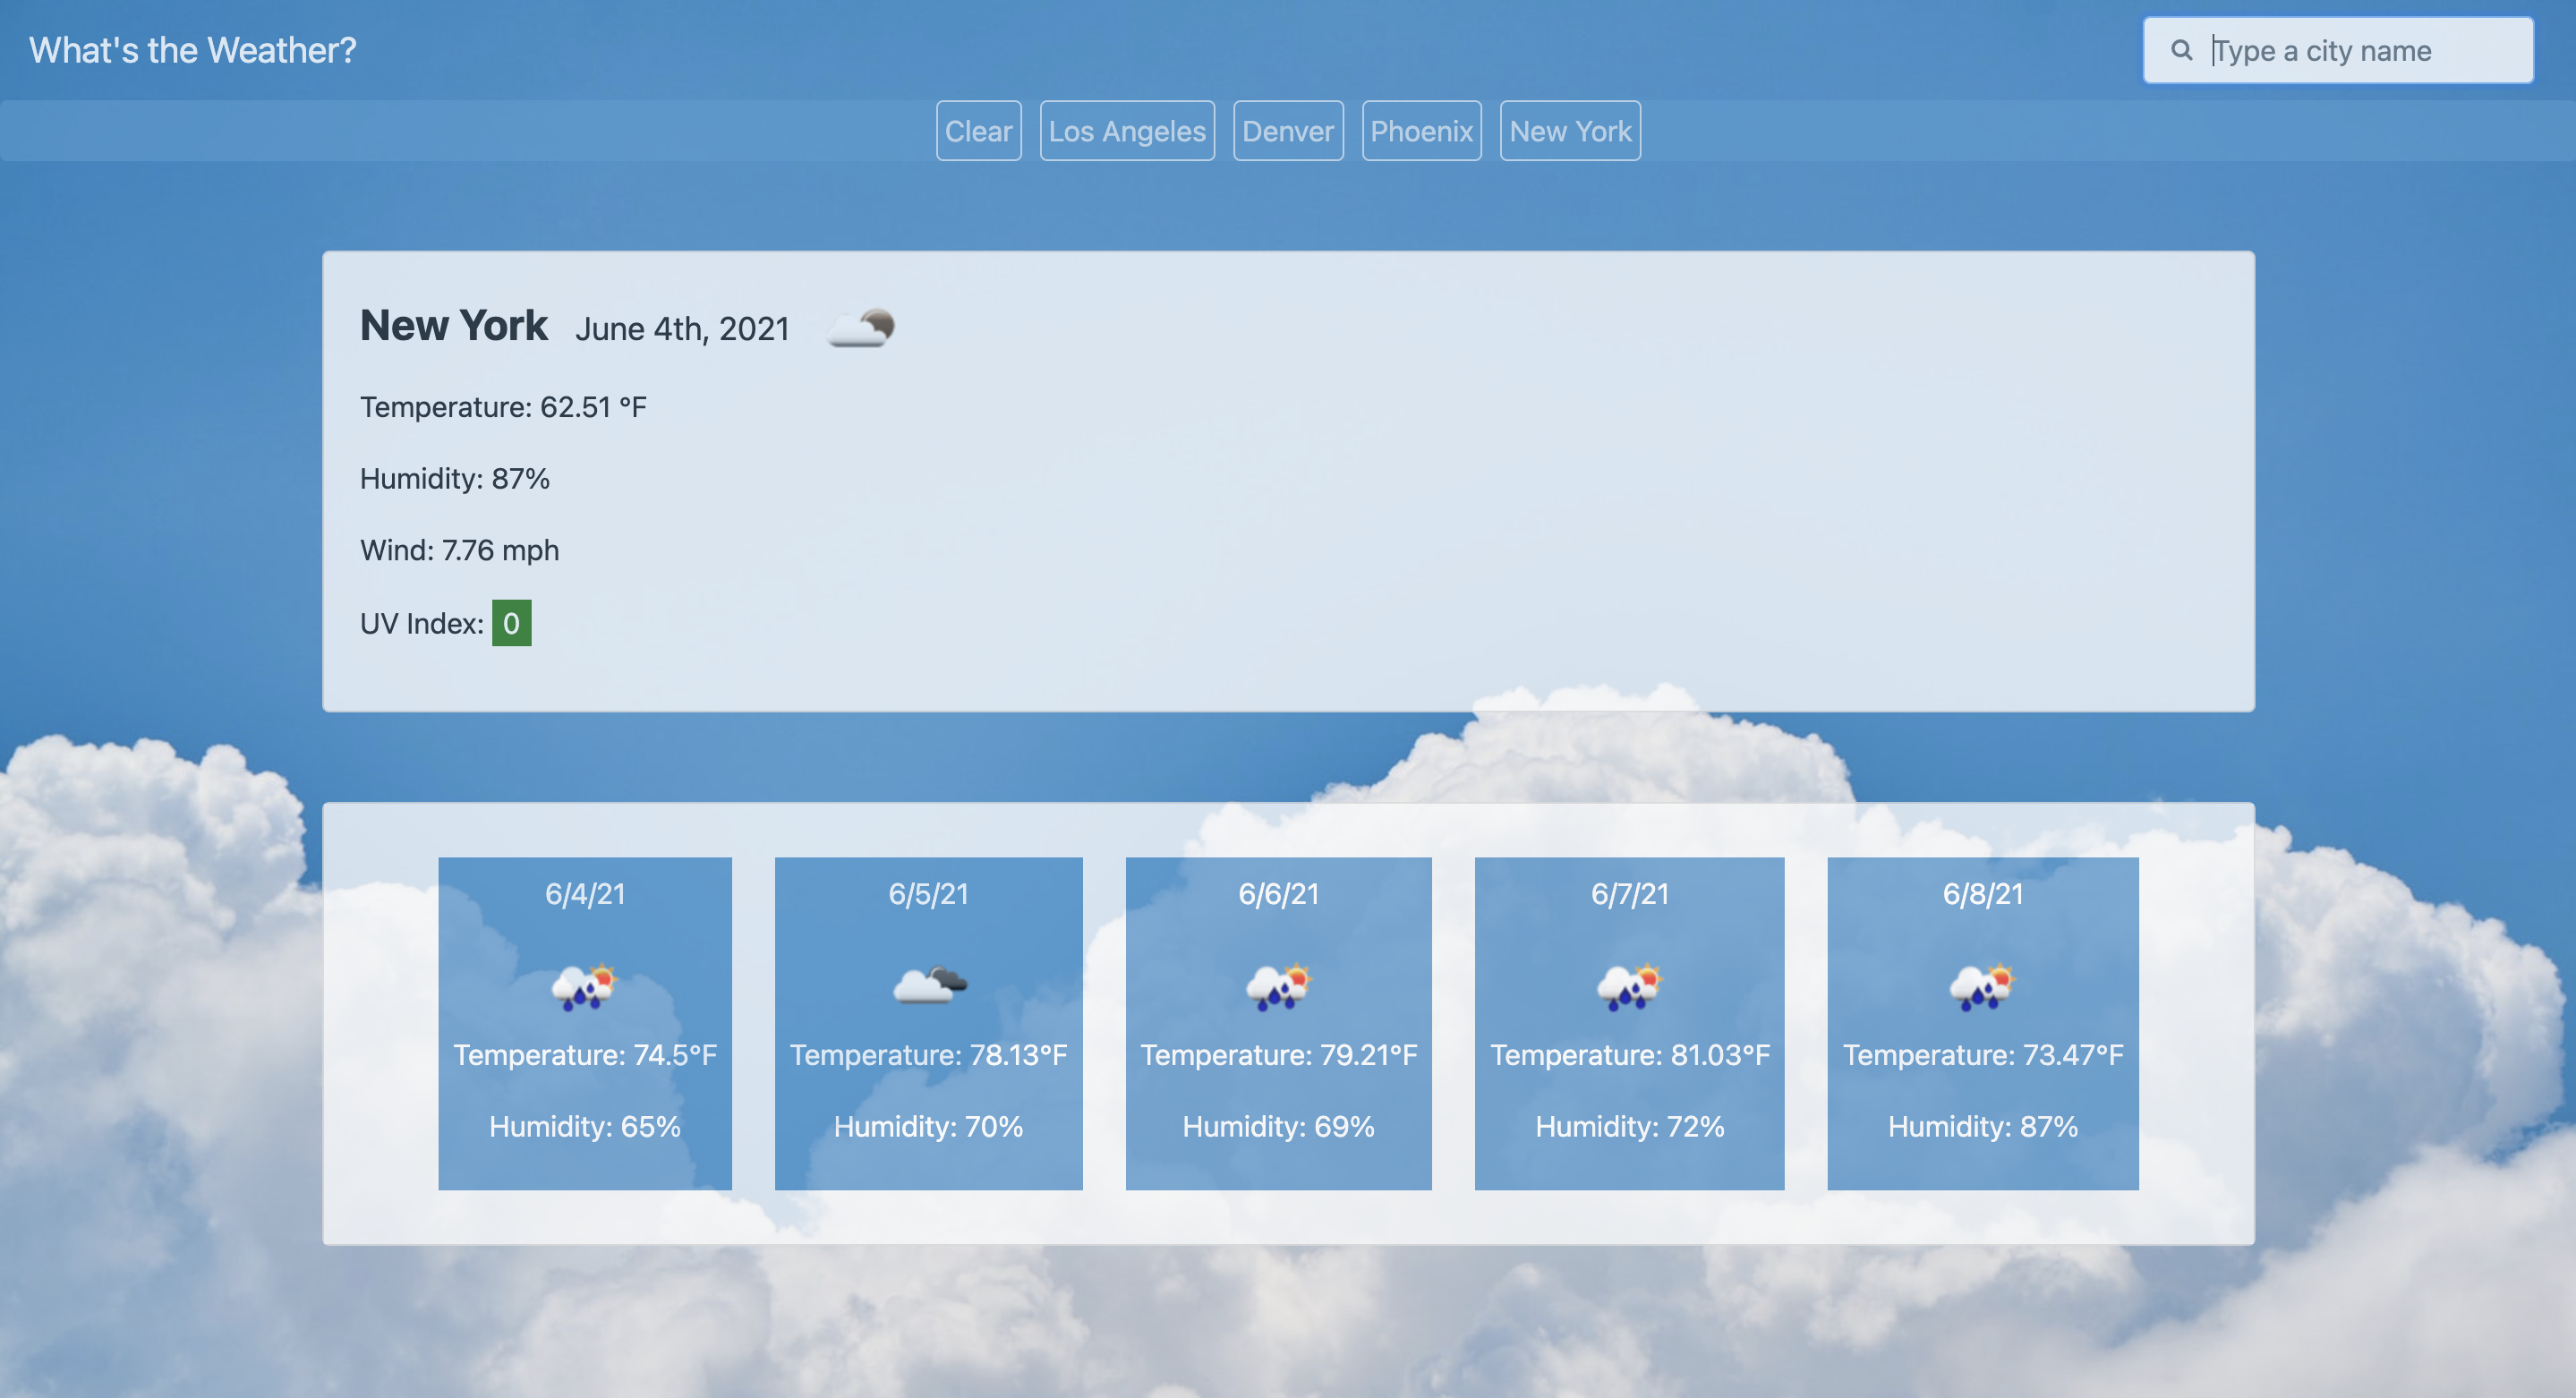 What's the Weather?
Type a city name
Clear Los Angeles Denver Phoenix New York
New York June 4th, 2021
Temperature: 62.51 °F
Humidity: 87%
Wind: 7.76 mph
UV Index: 0
6/4/21
Temperature: 74.5°F
Humidity: 65%
6/5/21
Temperature: 78.13°F
Humidity: 70%
6/6/21
Temperature: 79.21°F
Humidity: 69%
6/7/21
Temperature: 81.03°F
Humidity: 72%
6/8/21
Temperature: 73.47°F
Humidity: 87%